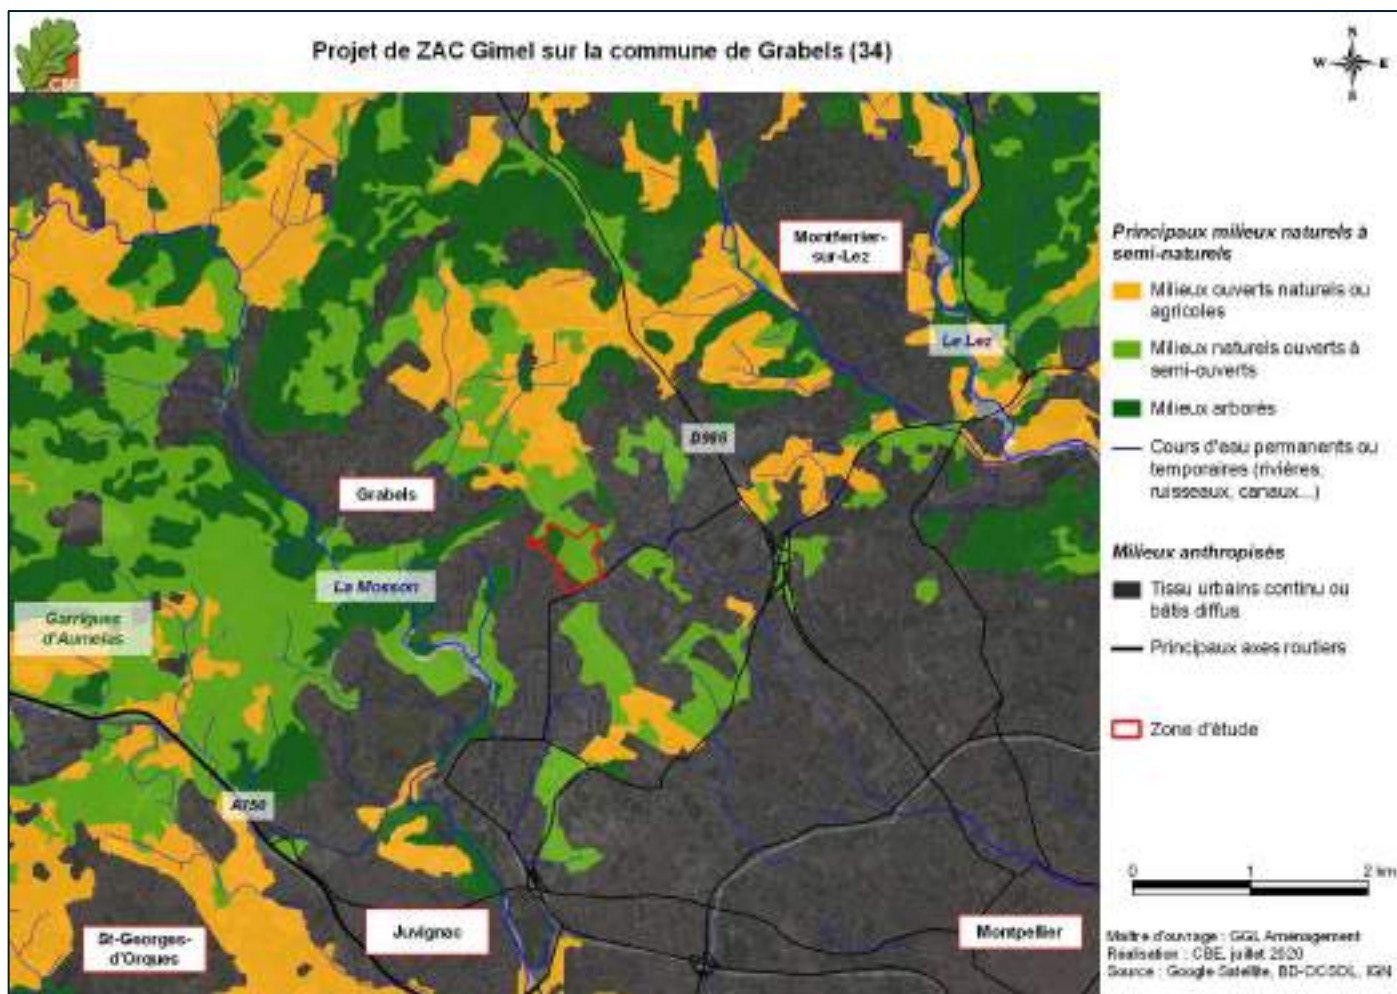 CBE
Projet de ZAC Gimel sur la commune de Grabels (34)
N
W E
S
Montferrier-
sur-Lez
Le Lez
D986
Grabels
La Mosson
Garrigues
d'Aumelas
A750
St-Georges-
d'Orques
Juvignac
Montpellier
Principaux milieux naturels à
semi-naturels
Milieux ouverts naturels ou
agricoles
Milieux naturels ouverts à
semi-ouverts
Milieux arborés
Cours d'eau permanents ou
temporaires (rivières,
ruisseaux, canaux...)
Milieux anthropisés
Tissu urbains continu ou
bâtis diffus
Principaux axes routiers
Zone d'étude
0 1 2 km
Maître d'ouvrage : GGL Aménagement
Réalisation : CBE, juillet 2020
Source : Google Satellite, BD-OCSOL, IGN